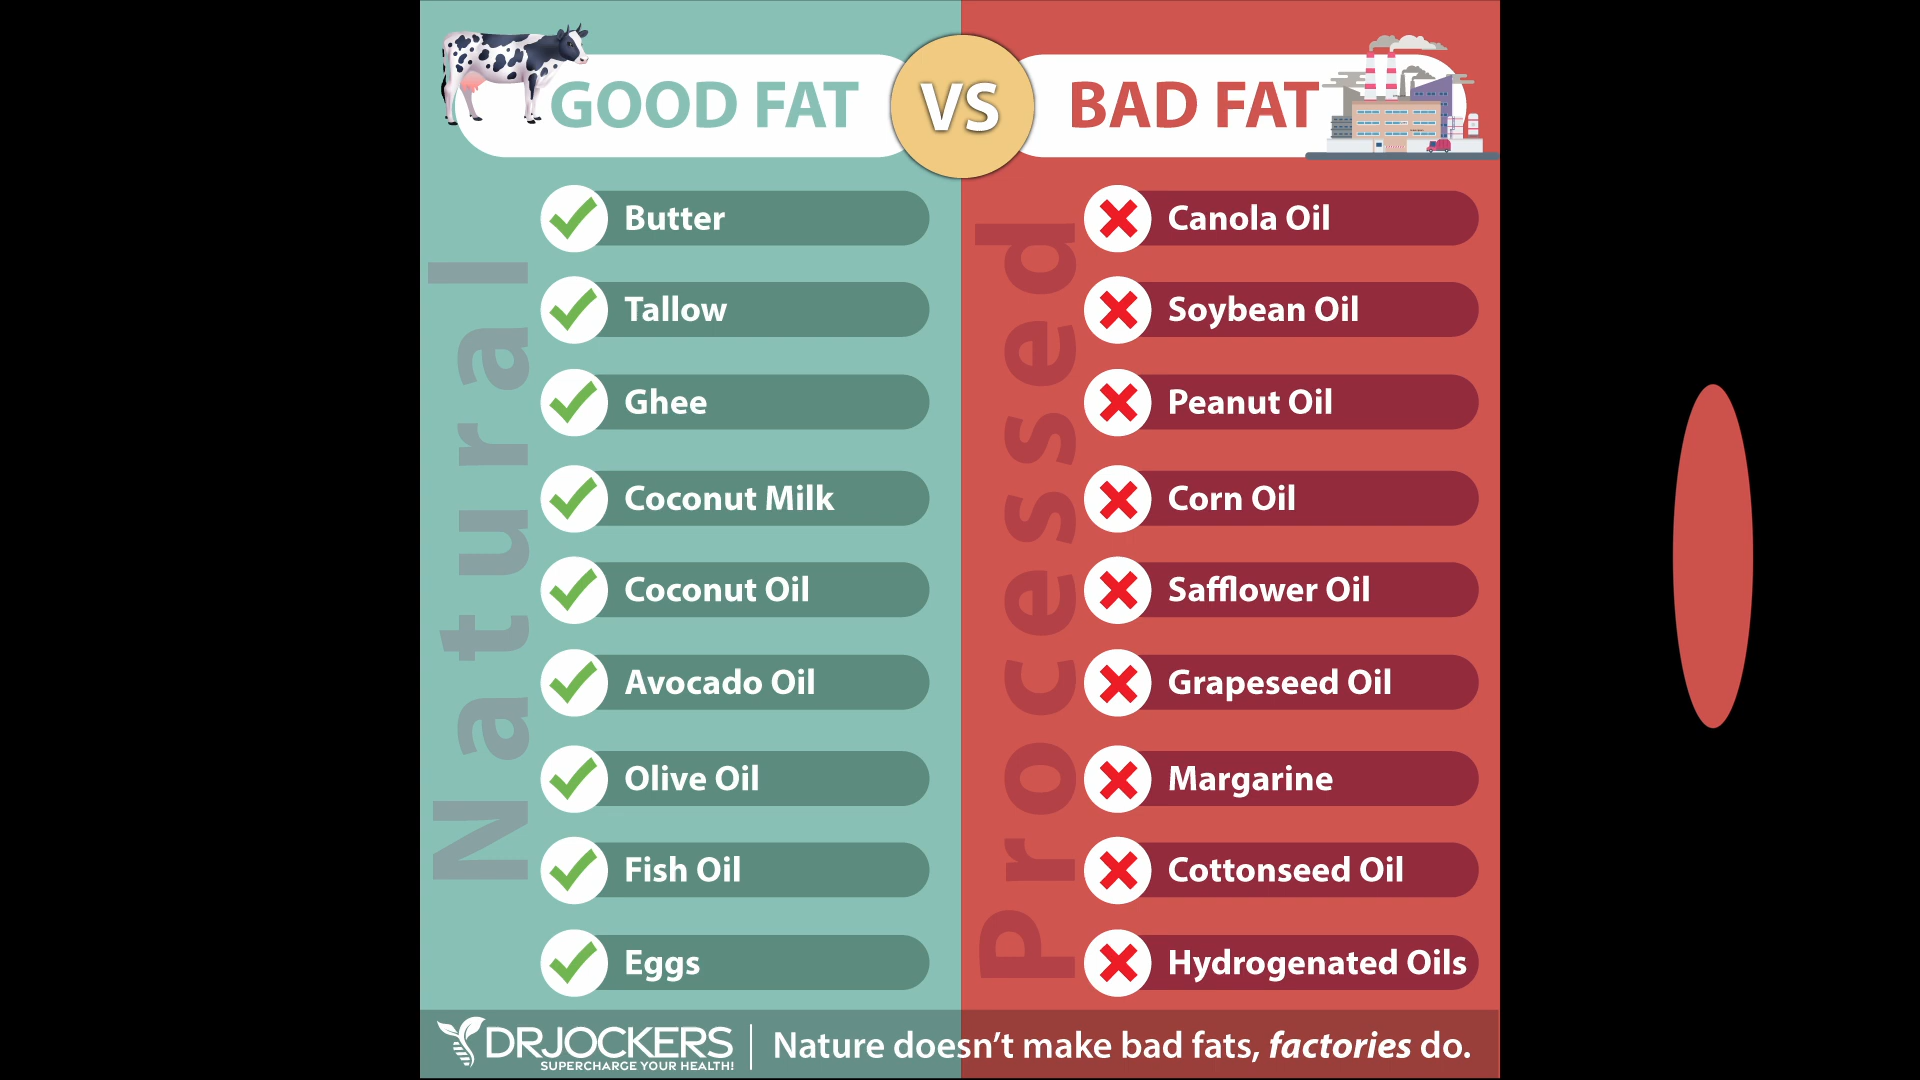 GOOD FAT
VS
BAD FAT
Natural
Butter
Tallow
Ghee
Coconut Milk
Coconut Oil
Avocado Oil
Olive Oil
Fish Oil
Eggs
Processed
Canola Oil
Soybean Oil
Peanut Oil
Corn Oil
Safflower Oil
Grapeseed Oil
Margarine
Cottonseed Oil
Hydrogenated Oils
DRJOCKERS
SUPERCHARGE YOUR HEALTH!
Nature doesn't make bad fats, factories do.